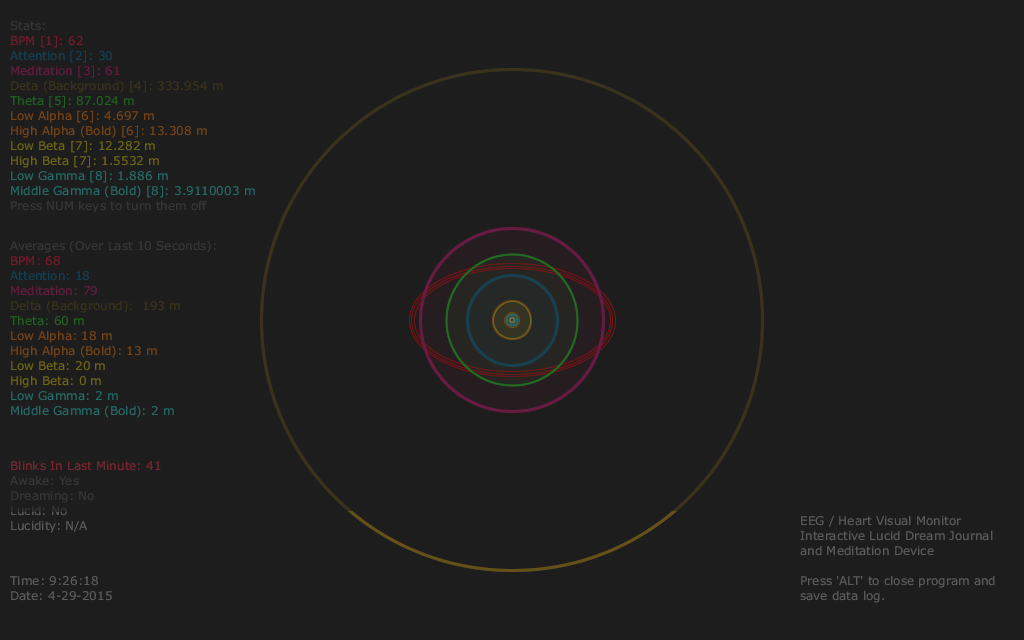 Stats:
BPM [1]: 62
Attention [2]: 30
Meditation [3]: 61
Deta (Background) [4]: 333.954 m
Theta [5]: 87.024 m
Low Alpha [6]: 4.697 m
High Alpha (Bold) [6]: 13.308 m
Low Beta [7]: 12.282 m
High Beta [7]: 1.5532 m
Low Gamma [8]: 1.886 m
Middle Gamma (Bold) [8]: 3.9110003 m
Press NUM keys to turn them off
Averages (Over Last 10 Seconds):
BPM: 68
Attention: 18
Meditation: 79
Delta (Background):  193 m
Theta: 60 m
Low Alpha: 18 m
High Alpha (Bold): 13 m
Low Beta: 20 m
High Beta: 0 m
Low Gamma: 2 m
Middle Gamma (Bold): 2 m
Blinks In Last Minute: 41
Awake: Yes
Dreaming: No
Lucid: No
Lucidity: N/A
Time: 9:26:18
Date: 4-29-2015
EEG / Heart Visual Monitor
Interactive Lucid Dream Journal
and Meditation Device
Press 'ALT' to close program and
save data log.